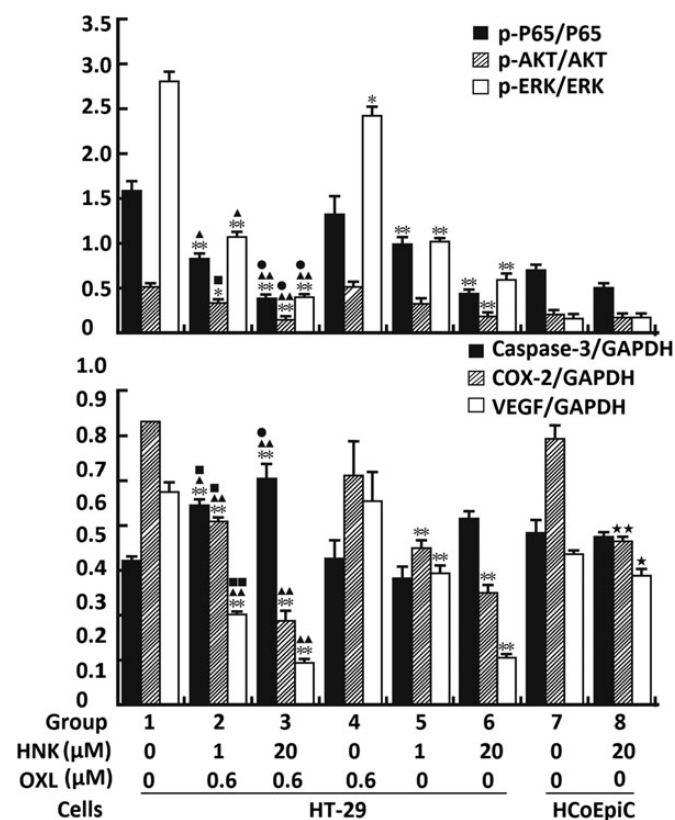 3.5
p-P65/P65
p-AKT/AKT
3.0
p-ERK/ERK
2.5
2.0
1.5
1.0
0.5
0
Caspase-3/GAPDH
1.0
COX-2/GAPDH
0.9
VEGF/GAPDH
0.8
0.6
0.5
0.4
0.3
0.1
0
Group 1 2 3 4 5 6 7 8
HNK (μM) 0 1 20 0 1 20 0 20
OXL (μM) 0 0.6 0.6 0.6 0 0 0 0
Cells HT-29 HCoEpiC